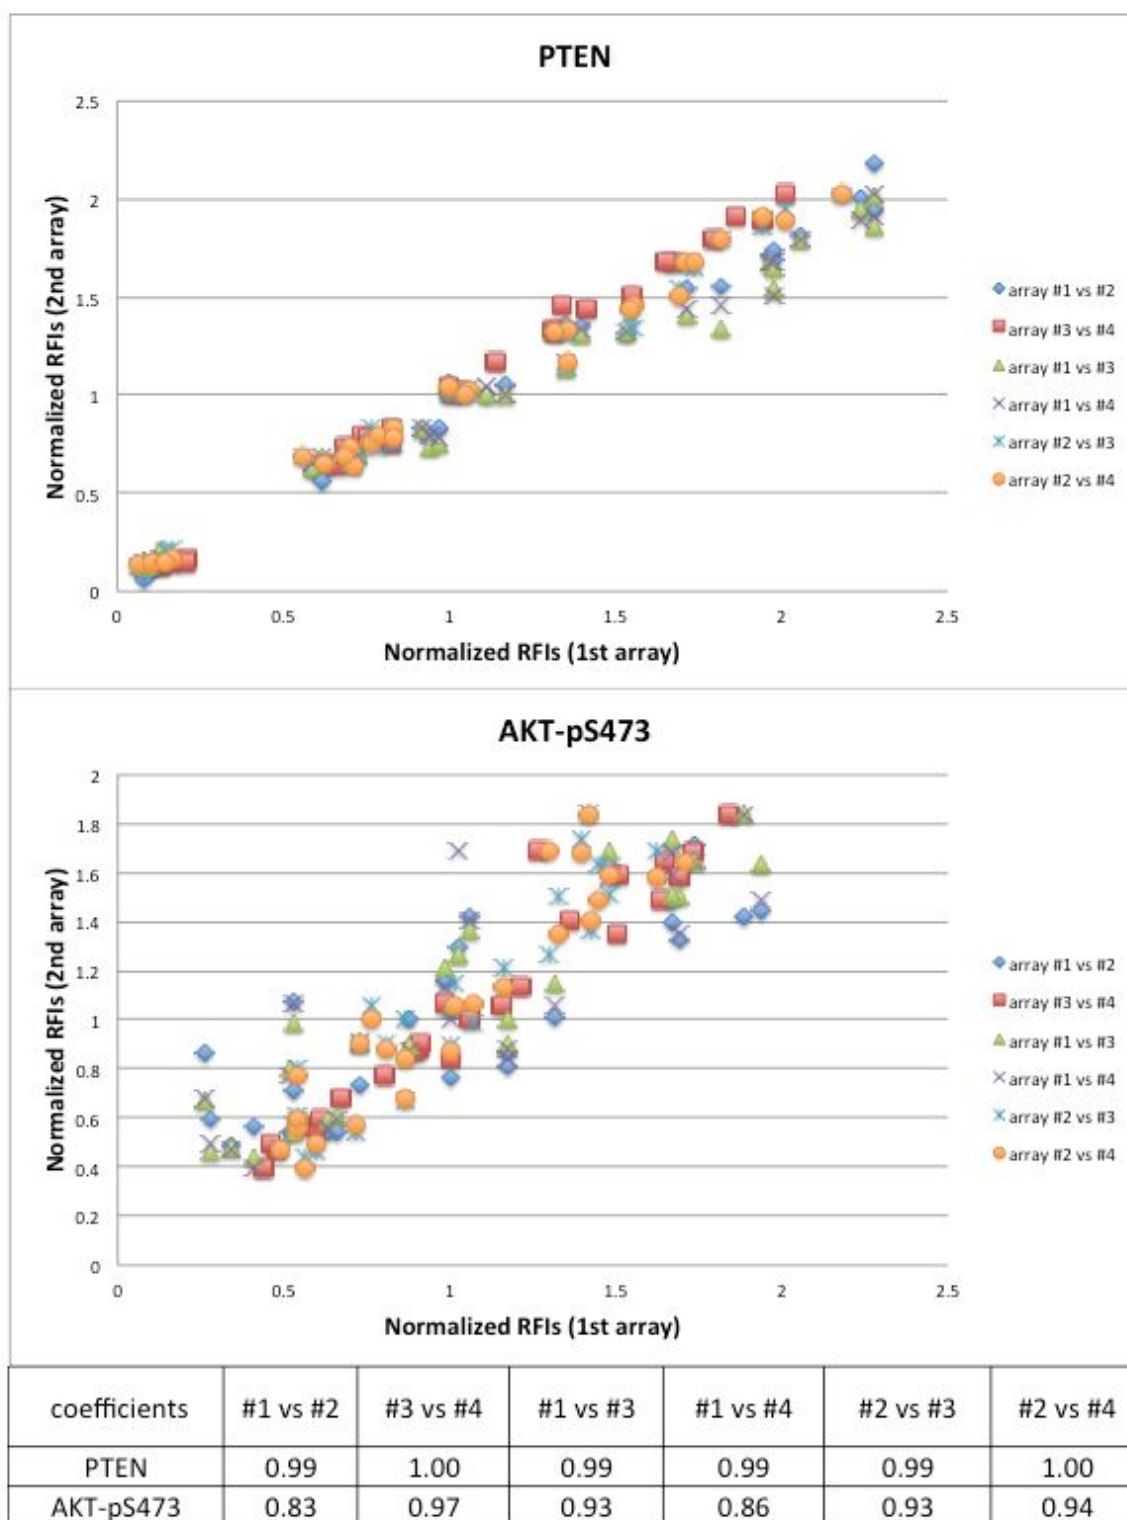 PTEN
2.5
2
1.5
1
0.5
0
0 0.5 1 1.5 2 2.5
Normalized RFIs (2nd array)
Normalized RFIs (1st array)
array #1 vs #2
array #3 vs #4
array #1 vs #3
array #1 vs #4
array #2 vs #3
array #2 vs #4
AKT-pS473
2
1.8
1.6
1.4
1.2
1
0.8
0.6
0.4
0.2
0
0 0.5 1 1.5 2 2.5
Normalized RFIs (2nd array)
Normalized RFIs (1st array)
array #1 vs #2
array #3 vs #4
array #1 vs #3
array #1 vs #4
array #2 vs #3
array #2 vs #4
coefficients #1 vs #2 #3 vs #4 #1 vs #3 #1 vs #4 #2 vs #3 #2 vs #4
PTEN 0.99 1.00 0.99 0.99 0.99 1.00
AKT-pS473 0.83 0.97 0.93 0.86 0.93 0.94